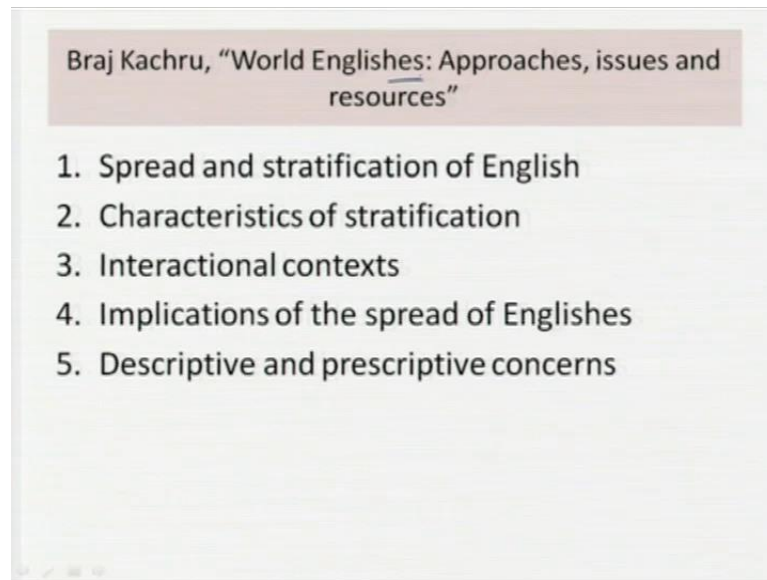 Braj Kachru, “World Englishes: Approaches, issues and
resources”
1. Spread and stratification of English
2. Characteristics of stratification
3. Interactional contexts
4. Implications of the spread of Englishes
5. Descriptive and prescriptive concerns